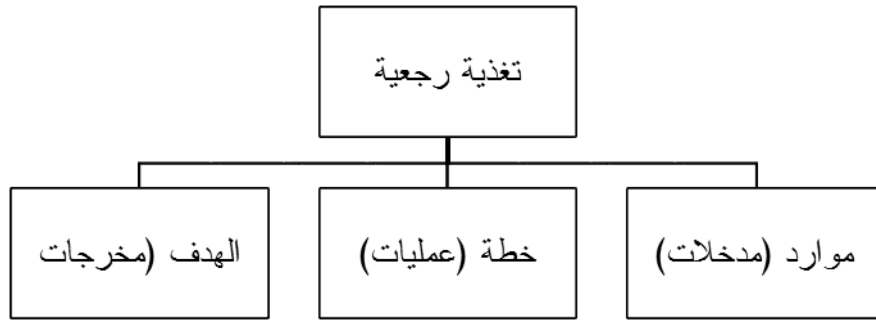 تغذية رجعية
موارد (مدخلات)
خطة (عمليات)
الهدف (مخرجات